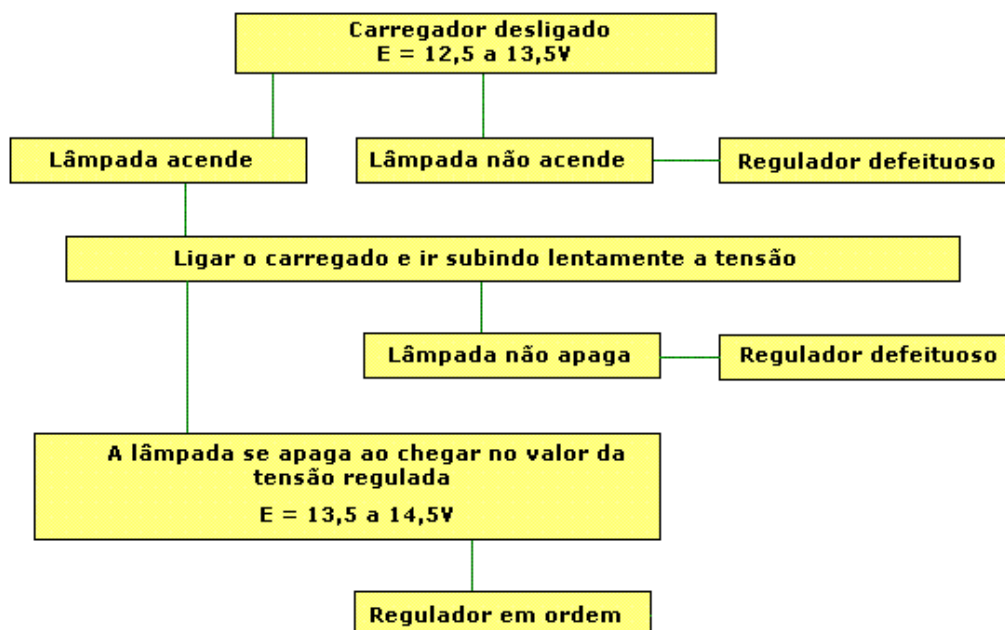 Carregador desligado
E = 12,5 a 13,5V
Lâmpada acende
Lâmpada não acende
Regulador defeituoso
Ligar o carregado e ir subindo lentamente a tensão
Lâmpada não apaga
Regulador defeituoso
A lâmpada se apaga ao chegar no valor da
tensão regulada
E = 13,5 a 14,5V
Regulador em ordem